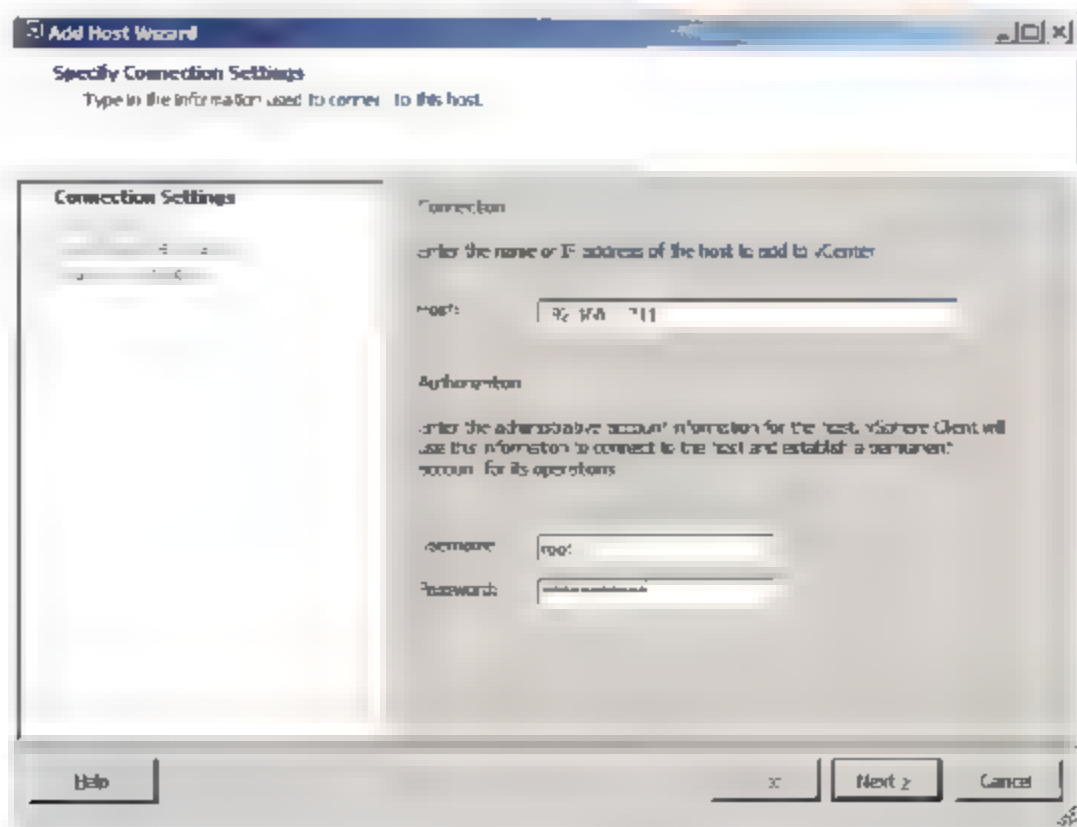 Add Host Wizard
Specify Connection Settings
Type in the information used to connect to this host.
Connection Settings
Connection
Enter the name or IP address of the host to add to vCenter
Host:
Authorization
Enter the administrative account information for the host. vSphere Client will
use this information to connect to the host and establish a permanent
account for its operations
Username
root
Password:
Help
Next >
Cancel